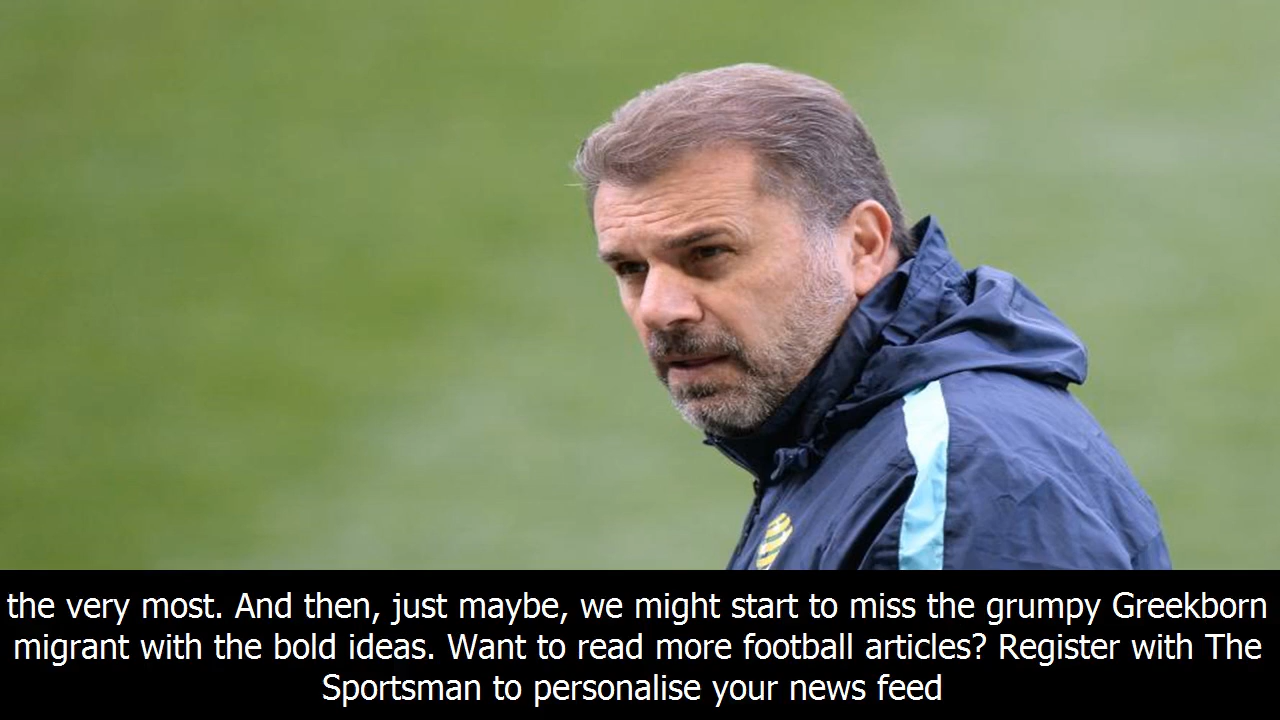 the very most. And then, just maybe, we might start to miss the grumpy Greekborn
migrant with the bold ideas. Want to read more football articles? Register with The
Sportsman to personalise your news feed